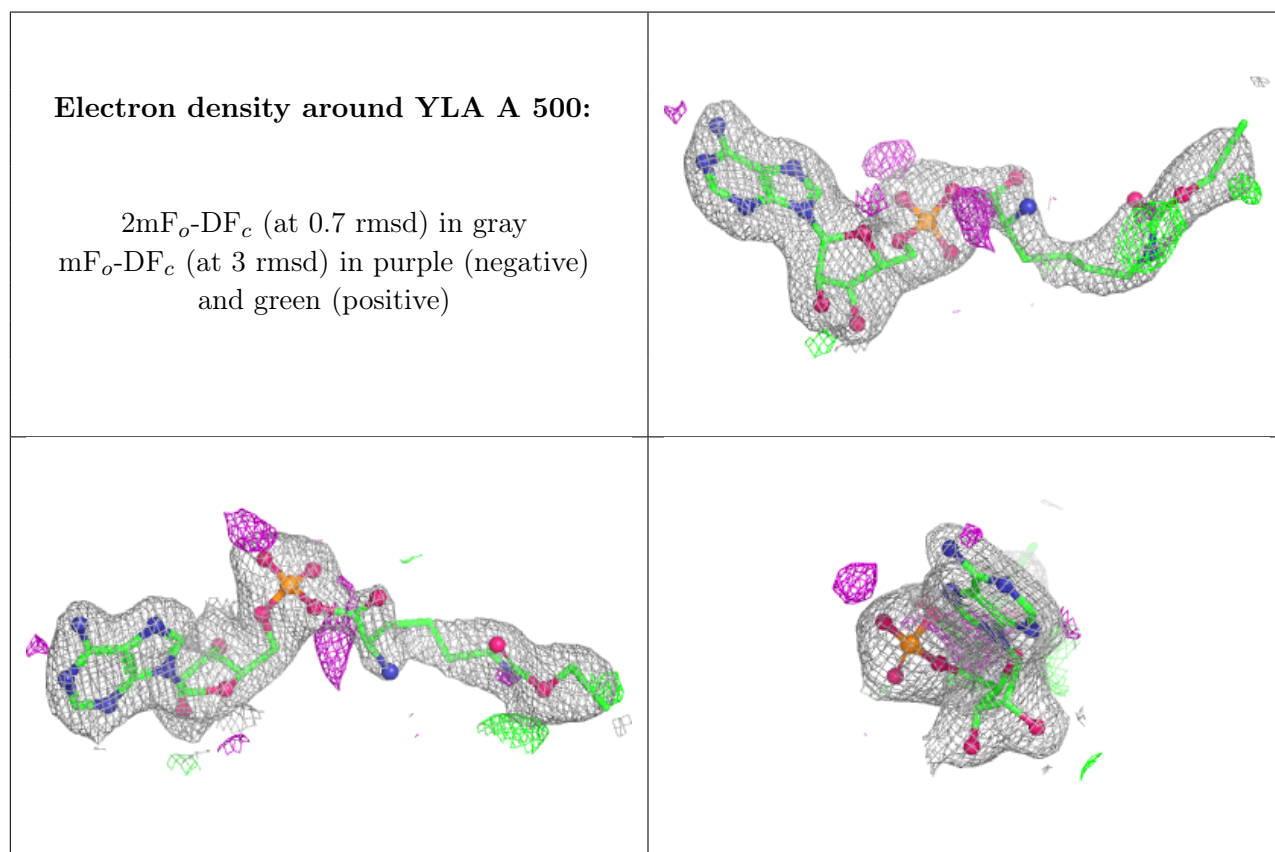 Electron density around YLA A 500:
2mFₒ-DF𝒸 (at 0.7 rmsd) in gray
mFₒ-DF𝒸 (at 3 rmsd) in purple (negative)
and green (positive)